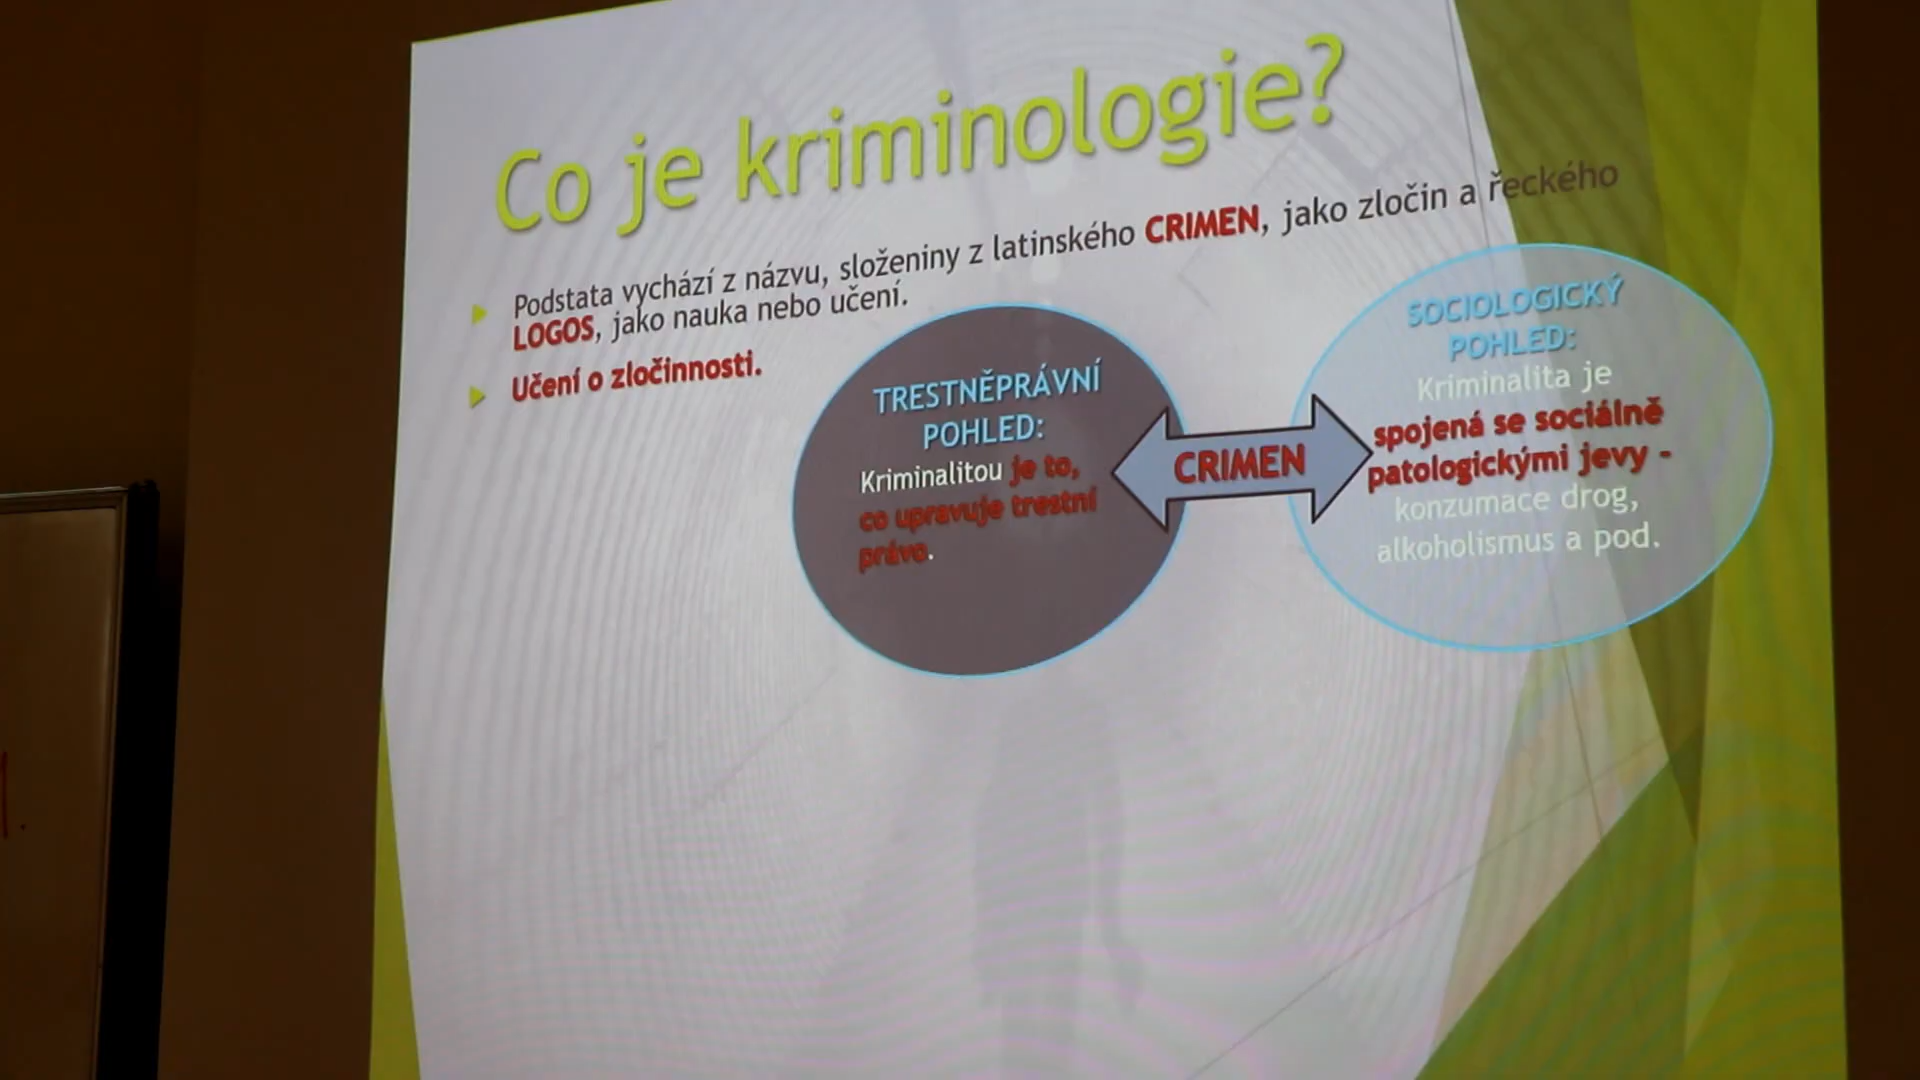 Co je kriminologie?
Podstata vychází z názvu, složeniny z latinského CRIMEN, jako zločin a řeckého
LOGOS, jako nauka nebo učení.
Učení o zločinnosti.
TRESTNĚPRÁVNÍ
POHLED:
Kriminalitou je to,
co upravuje trestní
právo.
CRIMEN
SOCIOLOGICKÝ
POHLED:
Kriminalita je
spojená se sociálně
patologickými jevy -
konzumace drog,
alkoholismus a pod.